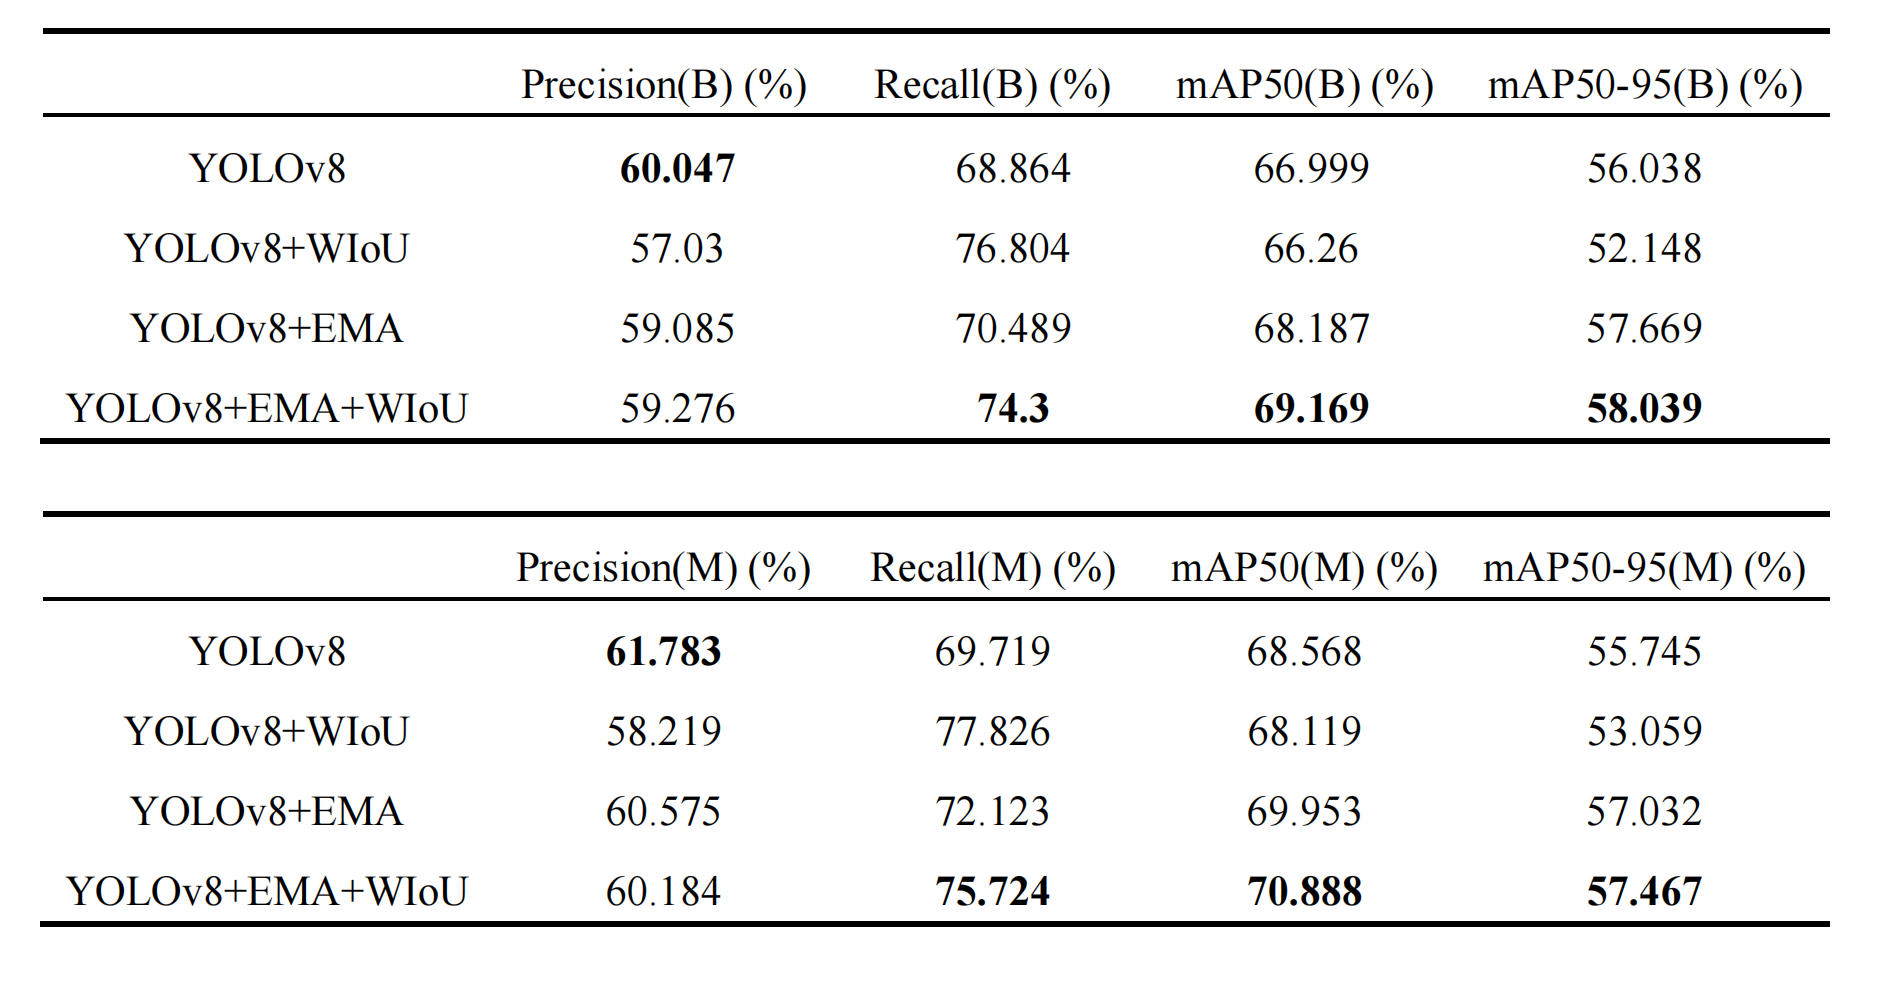 Precision(B) (%) Recall(B) (%) mAP50(B) (%) mAP50-95(B) (%)
YOLOv8 60.047 68.864 66.999 56.038
YOLOv8+WIoU 57.03 76.804 66.26 52.148
YOLOv8+EMA 59.085 70.489 68.187 57.669
YOLOv8+EMA+WIoU 59.276 74.3 69.169 58.039
Precision(M) (%) Recall(M) (%) mAP50(M) (%) mAP50-95(M) (%)
YOLOv8 61.783 69.719 68.568 55.745
YOLOv8+WIoU 58.219 77.826 68.119 53.059
YOLOv8+EMA 60.575 72.123 69.953 57.032
YOLOv8+EMA+WIoU 60.184 75.724 70.888 57.467